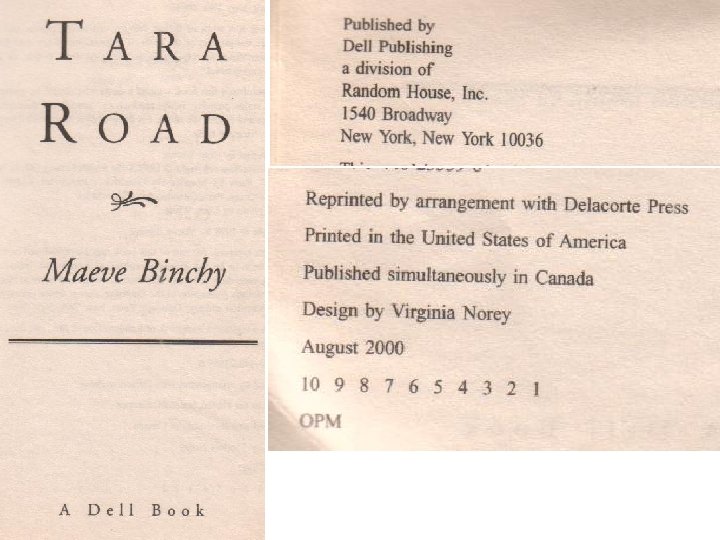 TARA
ROAD
Maeve Binchy
A Dell Book
Published by
Dell Publishing
a division of
Random House, Inc.
1540 Broadway
New York, New York 10036
Reprinted by arrangement with Delacorte Press
Printed in the United States of America
Published simultaneously in Canada
Design by Virginia Norey
August 2000
10 9 8 7 6 5 4 3 2 1
OPM